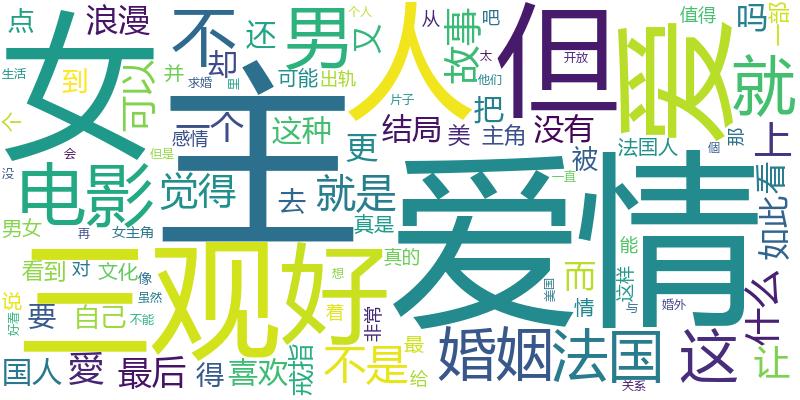 点
浪漫
不
却
还
男
又
个人
人
从
吧
但
爱
值得
吗
一部
女
主
故事
太
他们
开放
就
生活
到
并
可以
可能
出轨
求婚
里
片子
把
个
一个
感情
这种
结局
美
主角
没有
上
会
但是
更
被
法国人
個
那
没
电影
觉得
去
就是
爱情
一直
如此
看
男女
再
女主角
真是
三观
好
真的
而
能
看到
对
文化
像
想
美国
这样
什么
说
虽然
着
非常
情
与
婚外
好看
要
自己
不能
戒指
不是
最
婚姻
法国
这
让
国人
愛
最后
得
喜欢
给
关系